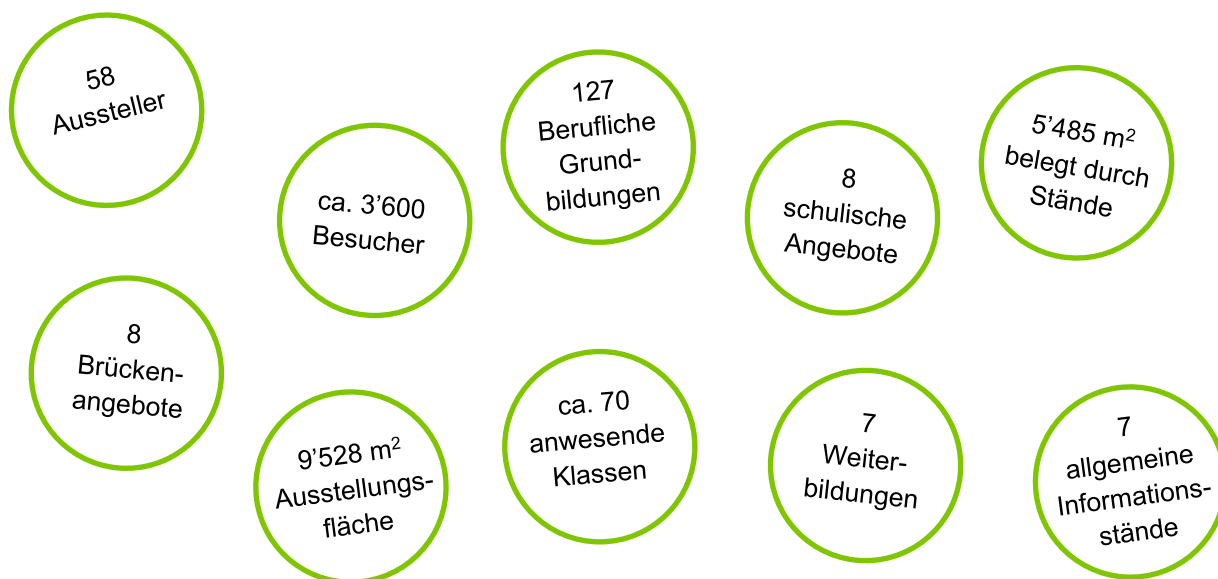 58
Aussteller
ca. 3’600
Besucher
127
Berufliche
Grund-
bildungen
8
schulische
Angebote
5’485 m²
belegt durch
Stände
8
Brücken-
angebote
9’528 m²
Ausstellungs-
fläche
ca. 70
anwesende
Klassen
7
Weiter-
bildungen
7
allgemeine
Informations-
stände